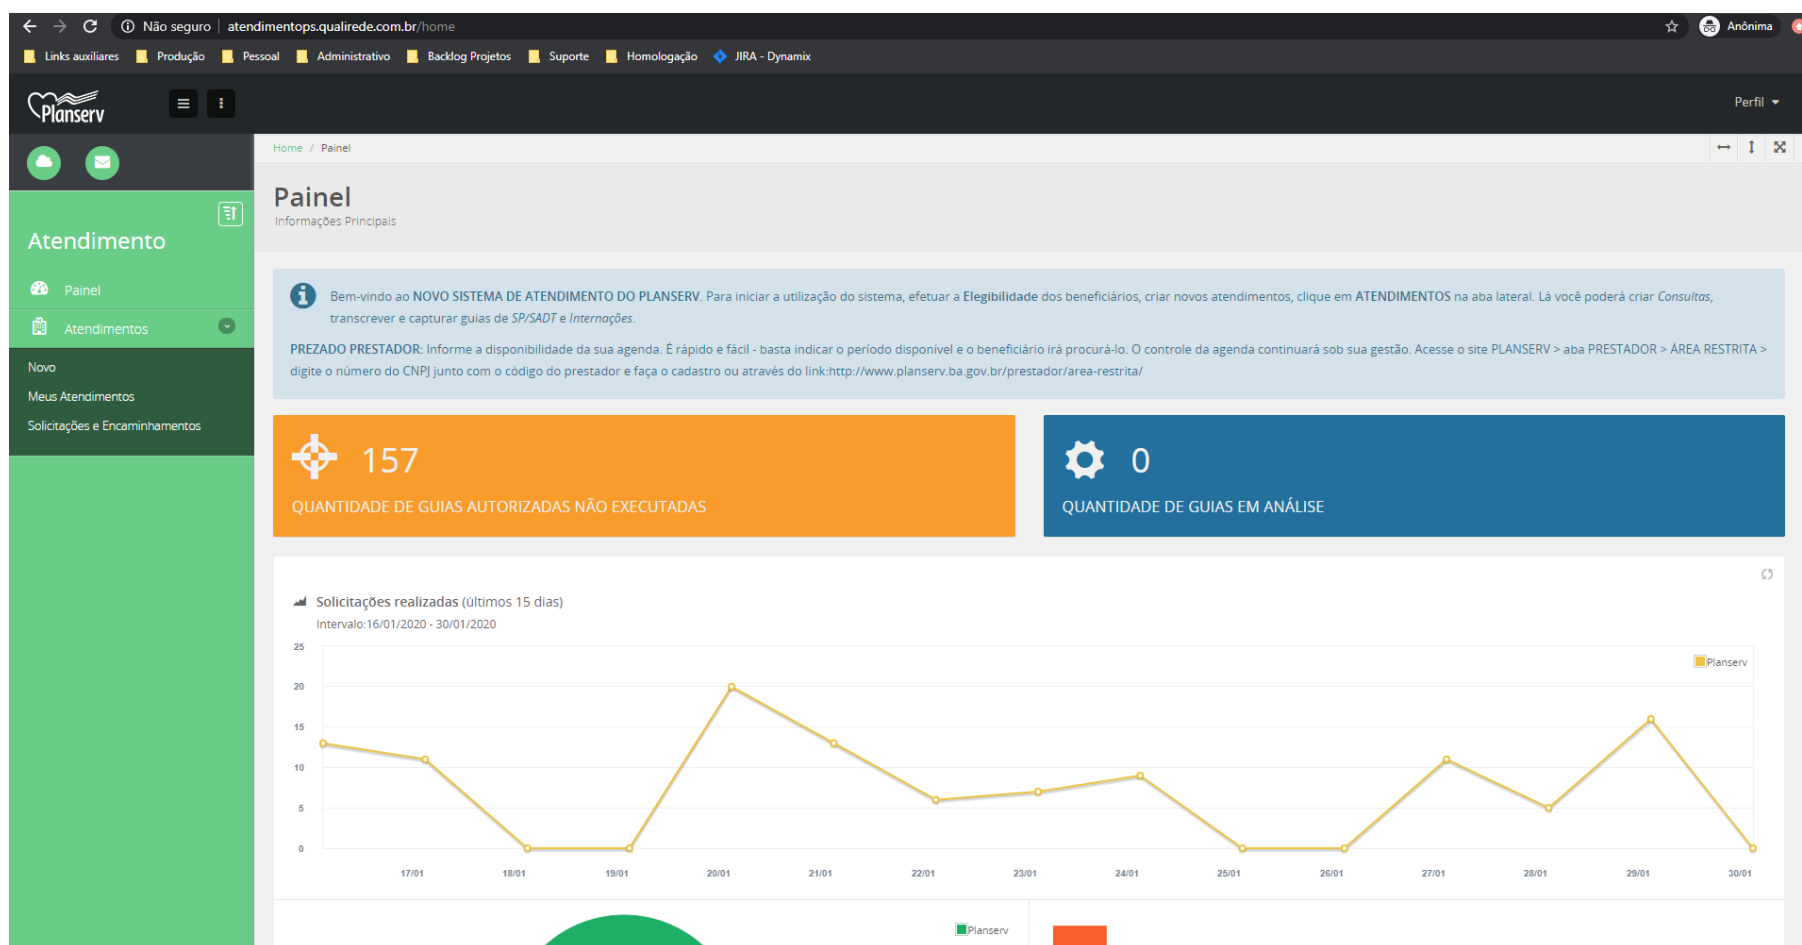 Não seguro | atendimentops.qualirede.com.br/home
Anônima
Links auxiliares Produção Pessoal Administrativo Backlog Projetos Suporte Homologação JIRA - Dynamix
Planserv
Perfil
Home / Painel
Painel
Informações Principais
Atendimento
Painel
Atendimentos
Novo
Meus Atendimentos
Solicitações e Encaminhamentos
Bem-vindo ao NOVO SISTEMA DE ATENDIMENTO DO PLANSERV. Para iniciar a utilização do sistema, efetuar a Elegibilidade dos beneficiários, criar novos atendimentos, clique em ATENDIMENTOS na aba lateral. Lá você poderá criar Consultas,
transcrever e capturar guias de SP/SADT e Internações.
PREZADO PRESTADOR: Informe a disponibilidade da sua agenda. É rápido e fácil - basta indicar o período disponível e o beneficiário irá procurá-lo. O controle da agenda continuará sob sua gestão. Acesse o site PLANSERV > aba PRESTADOR > ÁREA RESTRITA >
digite o número do CNPJ junto com o código do prestador e faça o cadastro ou através do link:http://www.planserv.ba.gov.br/prestador/area-restrita/
157
QUANTIDADE DE GUIAS AUTORIZADAS NÃO EXECUTADAS
0
QUANTIDADE DE GUIAS EM ANÁLISE
Solicitações realizadas (últimos 15 dias)
Intervalo:16/01/2020 - 30/01/2020
25
Planserv
20
15
10
5
0
17/01 18/01 19/01 20/01 21/01 22/01 23/01 24/01 25/01 26/01 27/01 28/01 29/01 30/01
Planserv